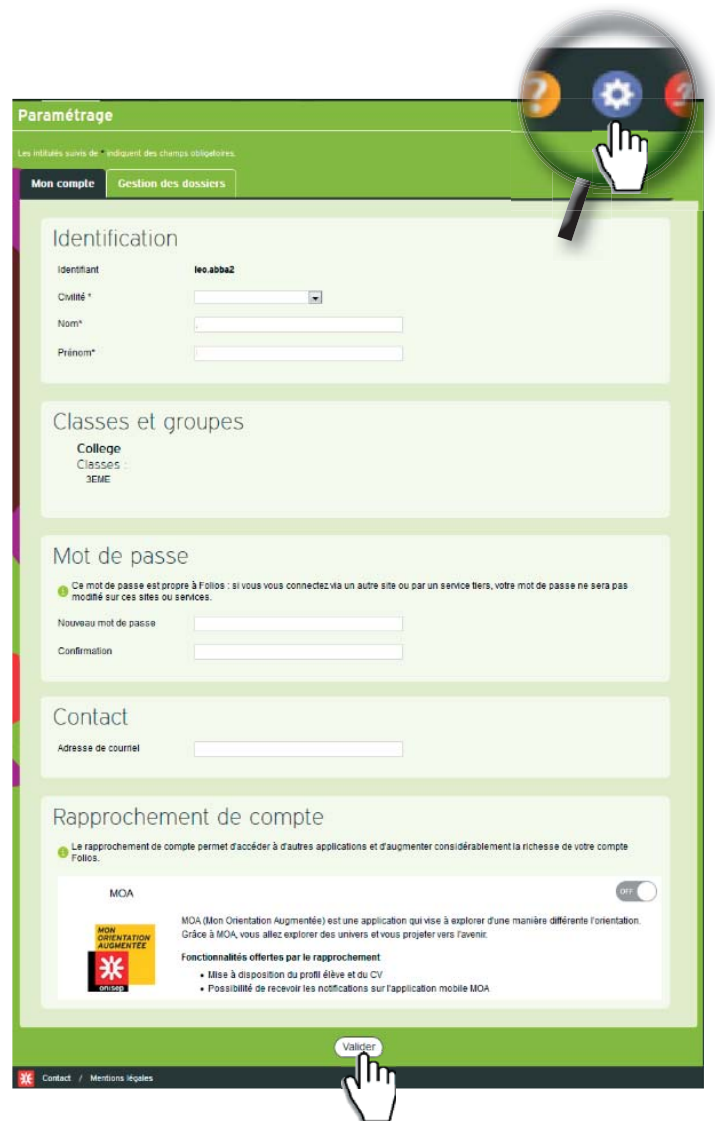 Paramétrage
Les intitulés suivis de * indiquent des champs obligatoires.
Mon compte Gestion des dossiers
Identification
Identifiant leo.abba2
Civilité *
Nom*
Prénom*
Classes et groupes
College
Classes :
3EME
Mot de passe
Ce mot de passe est propre à Folios : si vous vous connectez via un autre site ou par un service tiers, votre mot de passe ne sera pas
modifié sur ces sites ou services.
Nouveau mot de passe
Confirmation
Contact
Adresse de courriel
Rapprochement de compte
Le rapprochement de compte permet d'accéder à d'autres applications et d'augmenter considérablement la richesse de votre compte
Folios.
MOA OFF
MON
ORIENTATION
AUGMENTÉE
onisep
MOA (Mon Orientation Augmentée) est une application qui vise à explorer d'une manière différente l'orientation.
Grâce à MOA, vous allez explorer des univers et vous projeter vers l'avenir.
Fonctionnalités offertes par le rapprochement
• Mise à disposition du profil élève et du CV
• Possibilité de recevoir les notifications sur l'application mobile MOA
Valider
Contact / Mentions légales